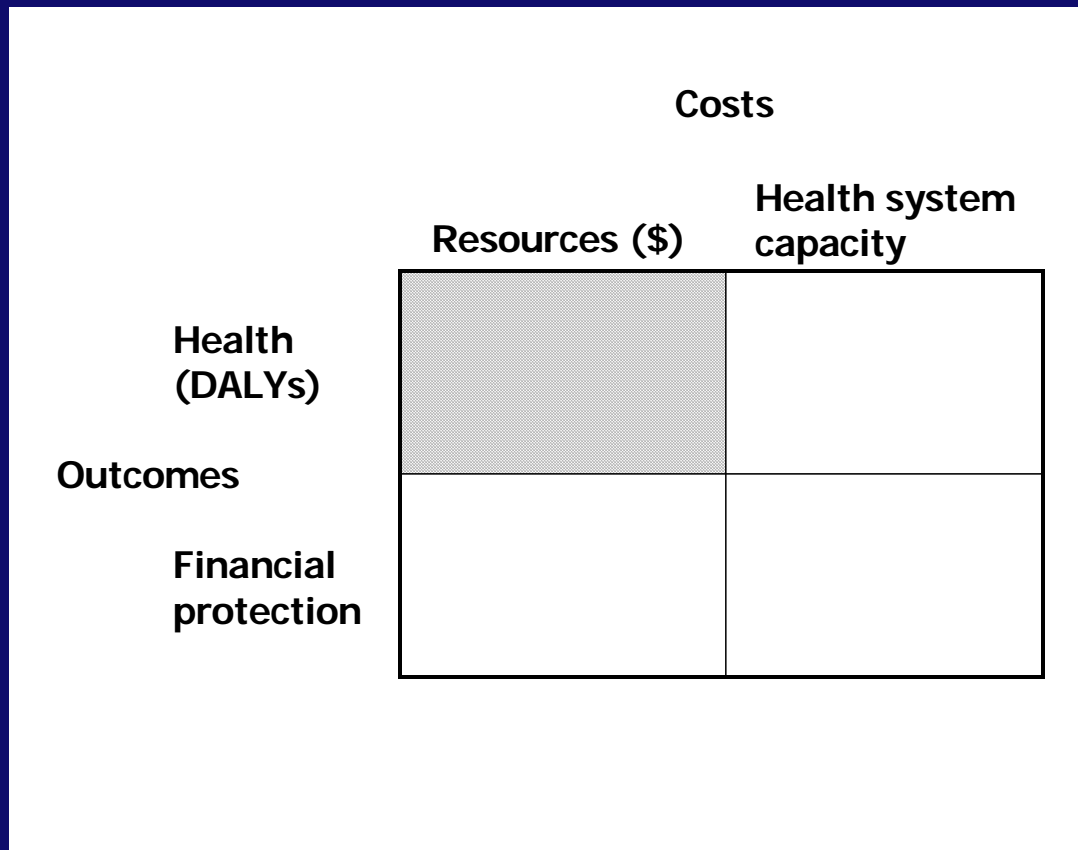 Costs
Resources ($)
Health system
capacity
Health
(DALYs)
Outcomes
Financial
protection